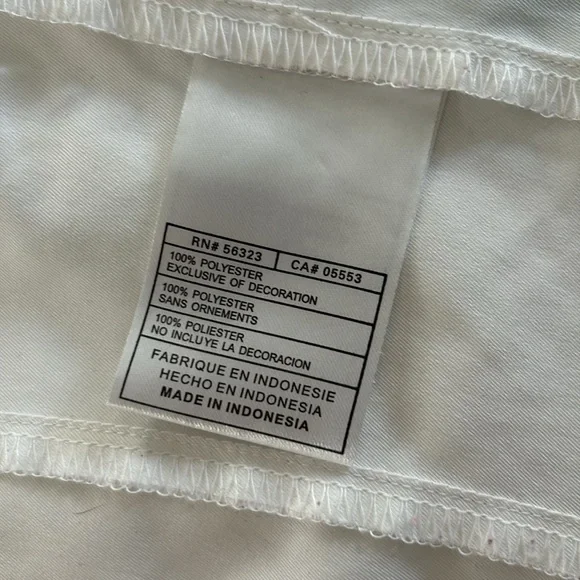 RN# 56323 CA# 05553
100% POLYESTER
EXCLUSIVE OF DECORATION
100% POLYESTER
SANS ORNEMENTS
100% POLIESTER
NO INCLUYE LA DECORACION
FABRIQUE EN INDONESIE
HECHO EN INDONESIA
MADE IN INDONESIA